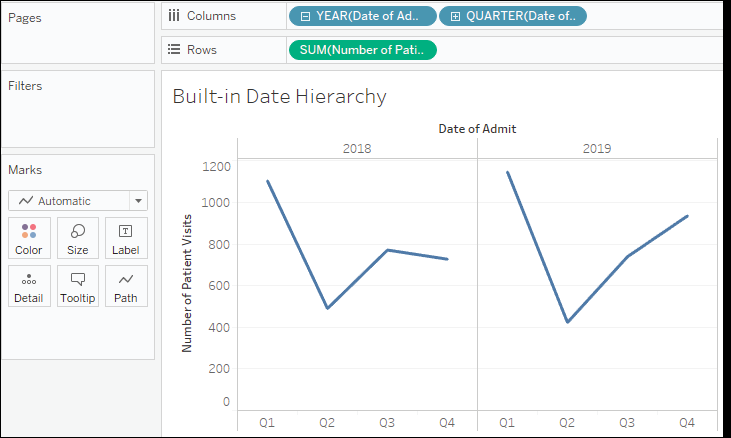 Pages
Columns
YEAR(Date of Ad..
QUARTER(Date of..
Rows
SUM(Number of Pati..
Filters
Built-in Date Hierarchy
Date of Admit
2018
2019
Marks
Automatic
Color
Size
Label
Detail
Tooltip
Path
Number of Patient Visits
1200
1000
800
600
400
200
0
Q1
Q2
Q3
Q4
Q1
Q2
Q3
Q4